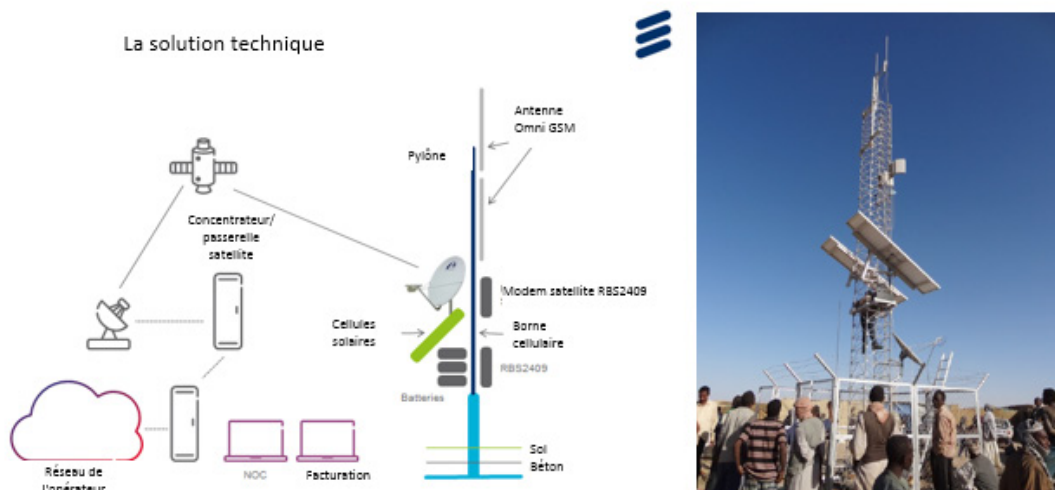 La solution technique
Antenne
Omni GSM
Pylône
Concentrateur/
passerelle
satellite
Modem satellite RBS2409
Cellules
solaires
Borne
cellulaire
RBS2409
Batteries
Sol
Béton
Réseau de
l'opérateur
NOC
Facturation